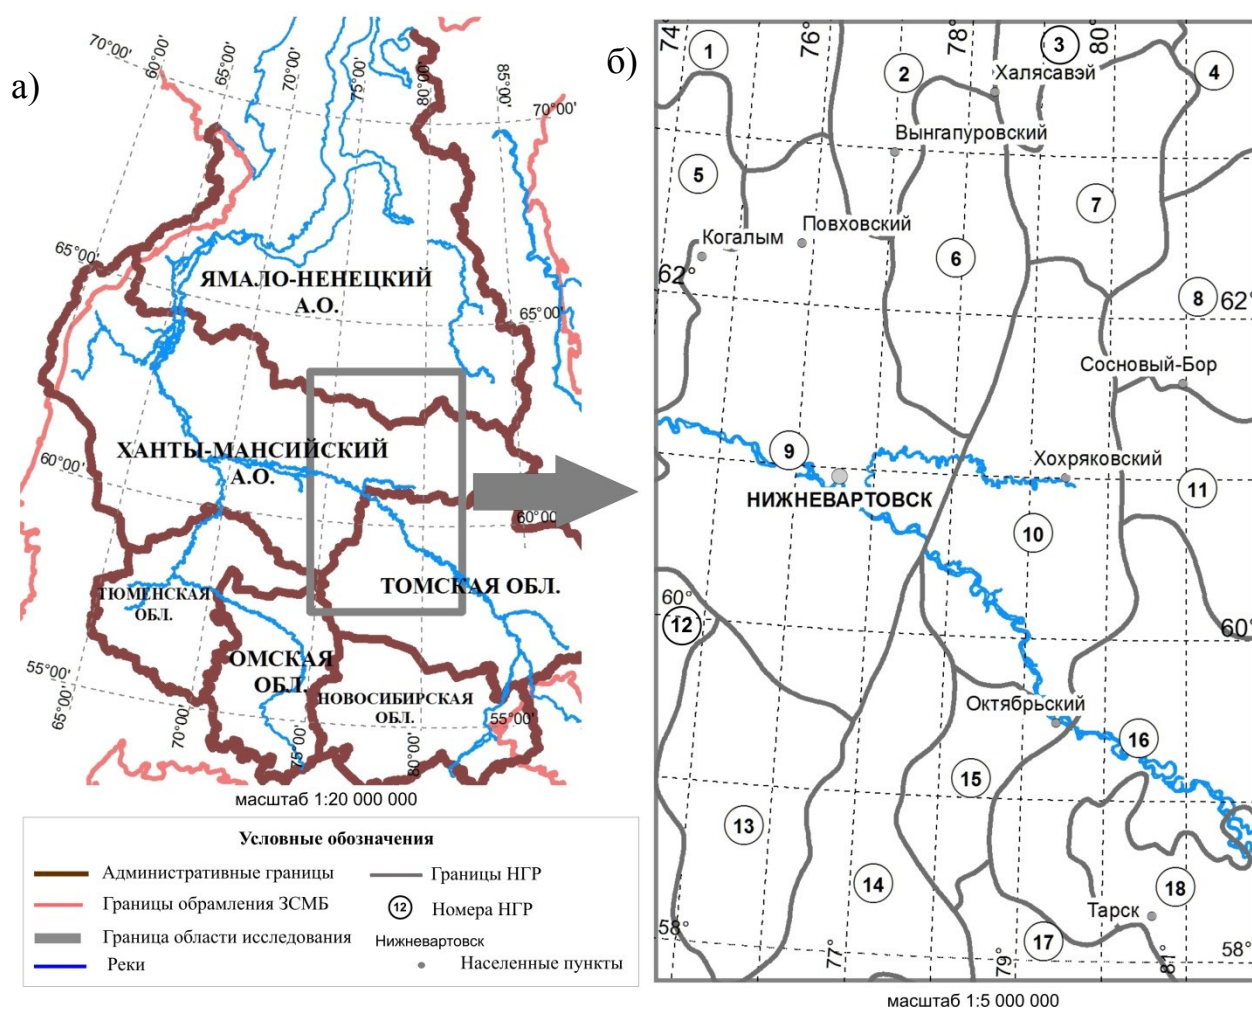 а)
70°00'
60°00'
65°00'
70°00'
75°00'
80°00'
85°00'
70°00'
65°00'
ЯМАЛО-НЕНЕЦКИЙ
А.О.
65°00'
ХАНТЫ-МАНСИЙСКИЙ
А.О.
60°00'
60°00'
ТЮМЕНСКАЯ
ОБЛ.
ТОМСКАЯ ОБЛ.
ОМСКАЯ
ОБЛ.
НОВОСИБИРСКАЯ
ОБЛ.
55°00'
65°00'
70°00'
75°00'
80°00'
55°00'
масштаб 1:20 000 000
Условные обозначения
Административные границы
Границы обрамления ЗСМБ
Граница области исследования
Реки
Границы НГР
12 Номера НГР
Нижневартовск
Населенные пункты
б)
74°
76°
78°
80°
1
2
3
4
Халясавэй
Вынгапуровский
5
7
Повховский
Когалым
6
62°
8
62°
Сосновый-Бор
9
Хохряковский
НИЖНЕВАРТОВСК
11
10
60°
12
60°
Октябрьский
16
15
13
14
18
Тарск
17
58°
58°
77°
79°
81°
масштаб 1:5 000 000